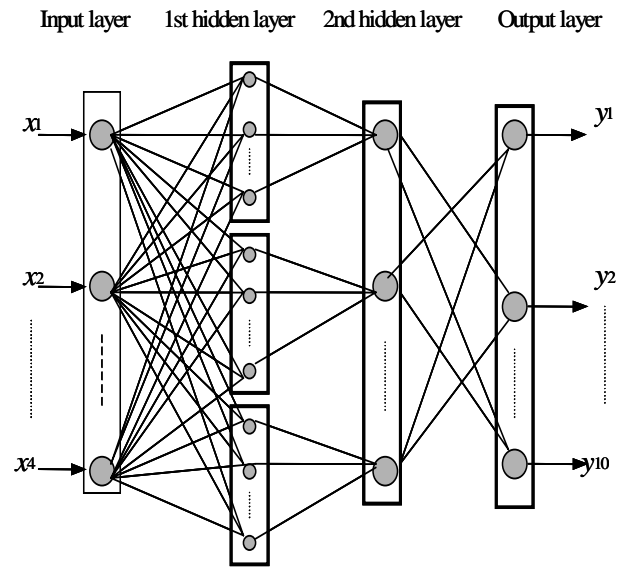 Input layer 1st hidden layer 2nd hidden layer Output layer
x1
y1
x2
y2
x4
y10